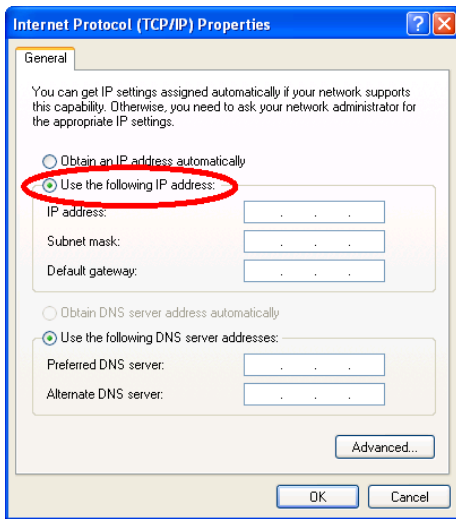 Internet Protocol (TCP/IP) Properties
General
You can get IP settings assigned automatically if your network supports
this capability. Otherwise, you need to ask your network administrator for
the appropriate IP settings.
Obtain an IP address automatically
Use the following IP address:
IP address:
Subnet mask:
Default gateway:
Obtain DNS server address automatically
Use the following DNS server addresses:
Preferred DNS server:
Alternate DNS server:
Advanced...
OK Cancel